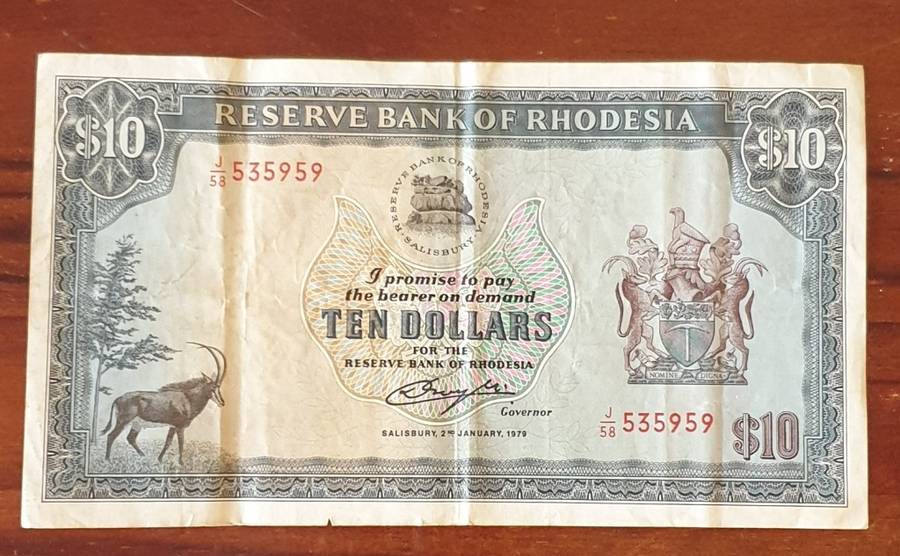 RESERVE BANK OF RHODESIA
$10
$10
J/58 535959
RESERVE BANK OF RHODESIA
SALISBURY
I promise to pay
the bearer on demand
TEN DOLLARS
FOR THE
RESERVE BANK OF RHODESIA
Governor
SALISBURY, 2ND JANUARY, 1979
NOMINE DIGNA
J/58 535959
$10